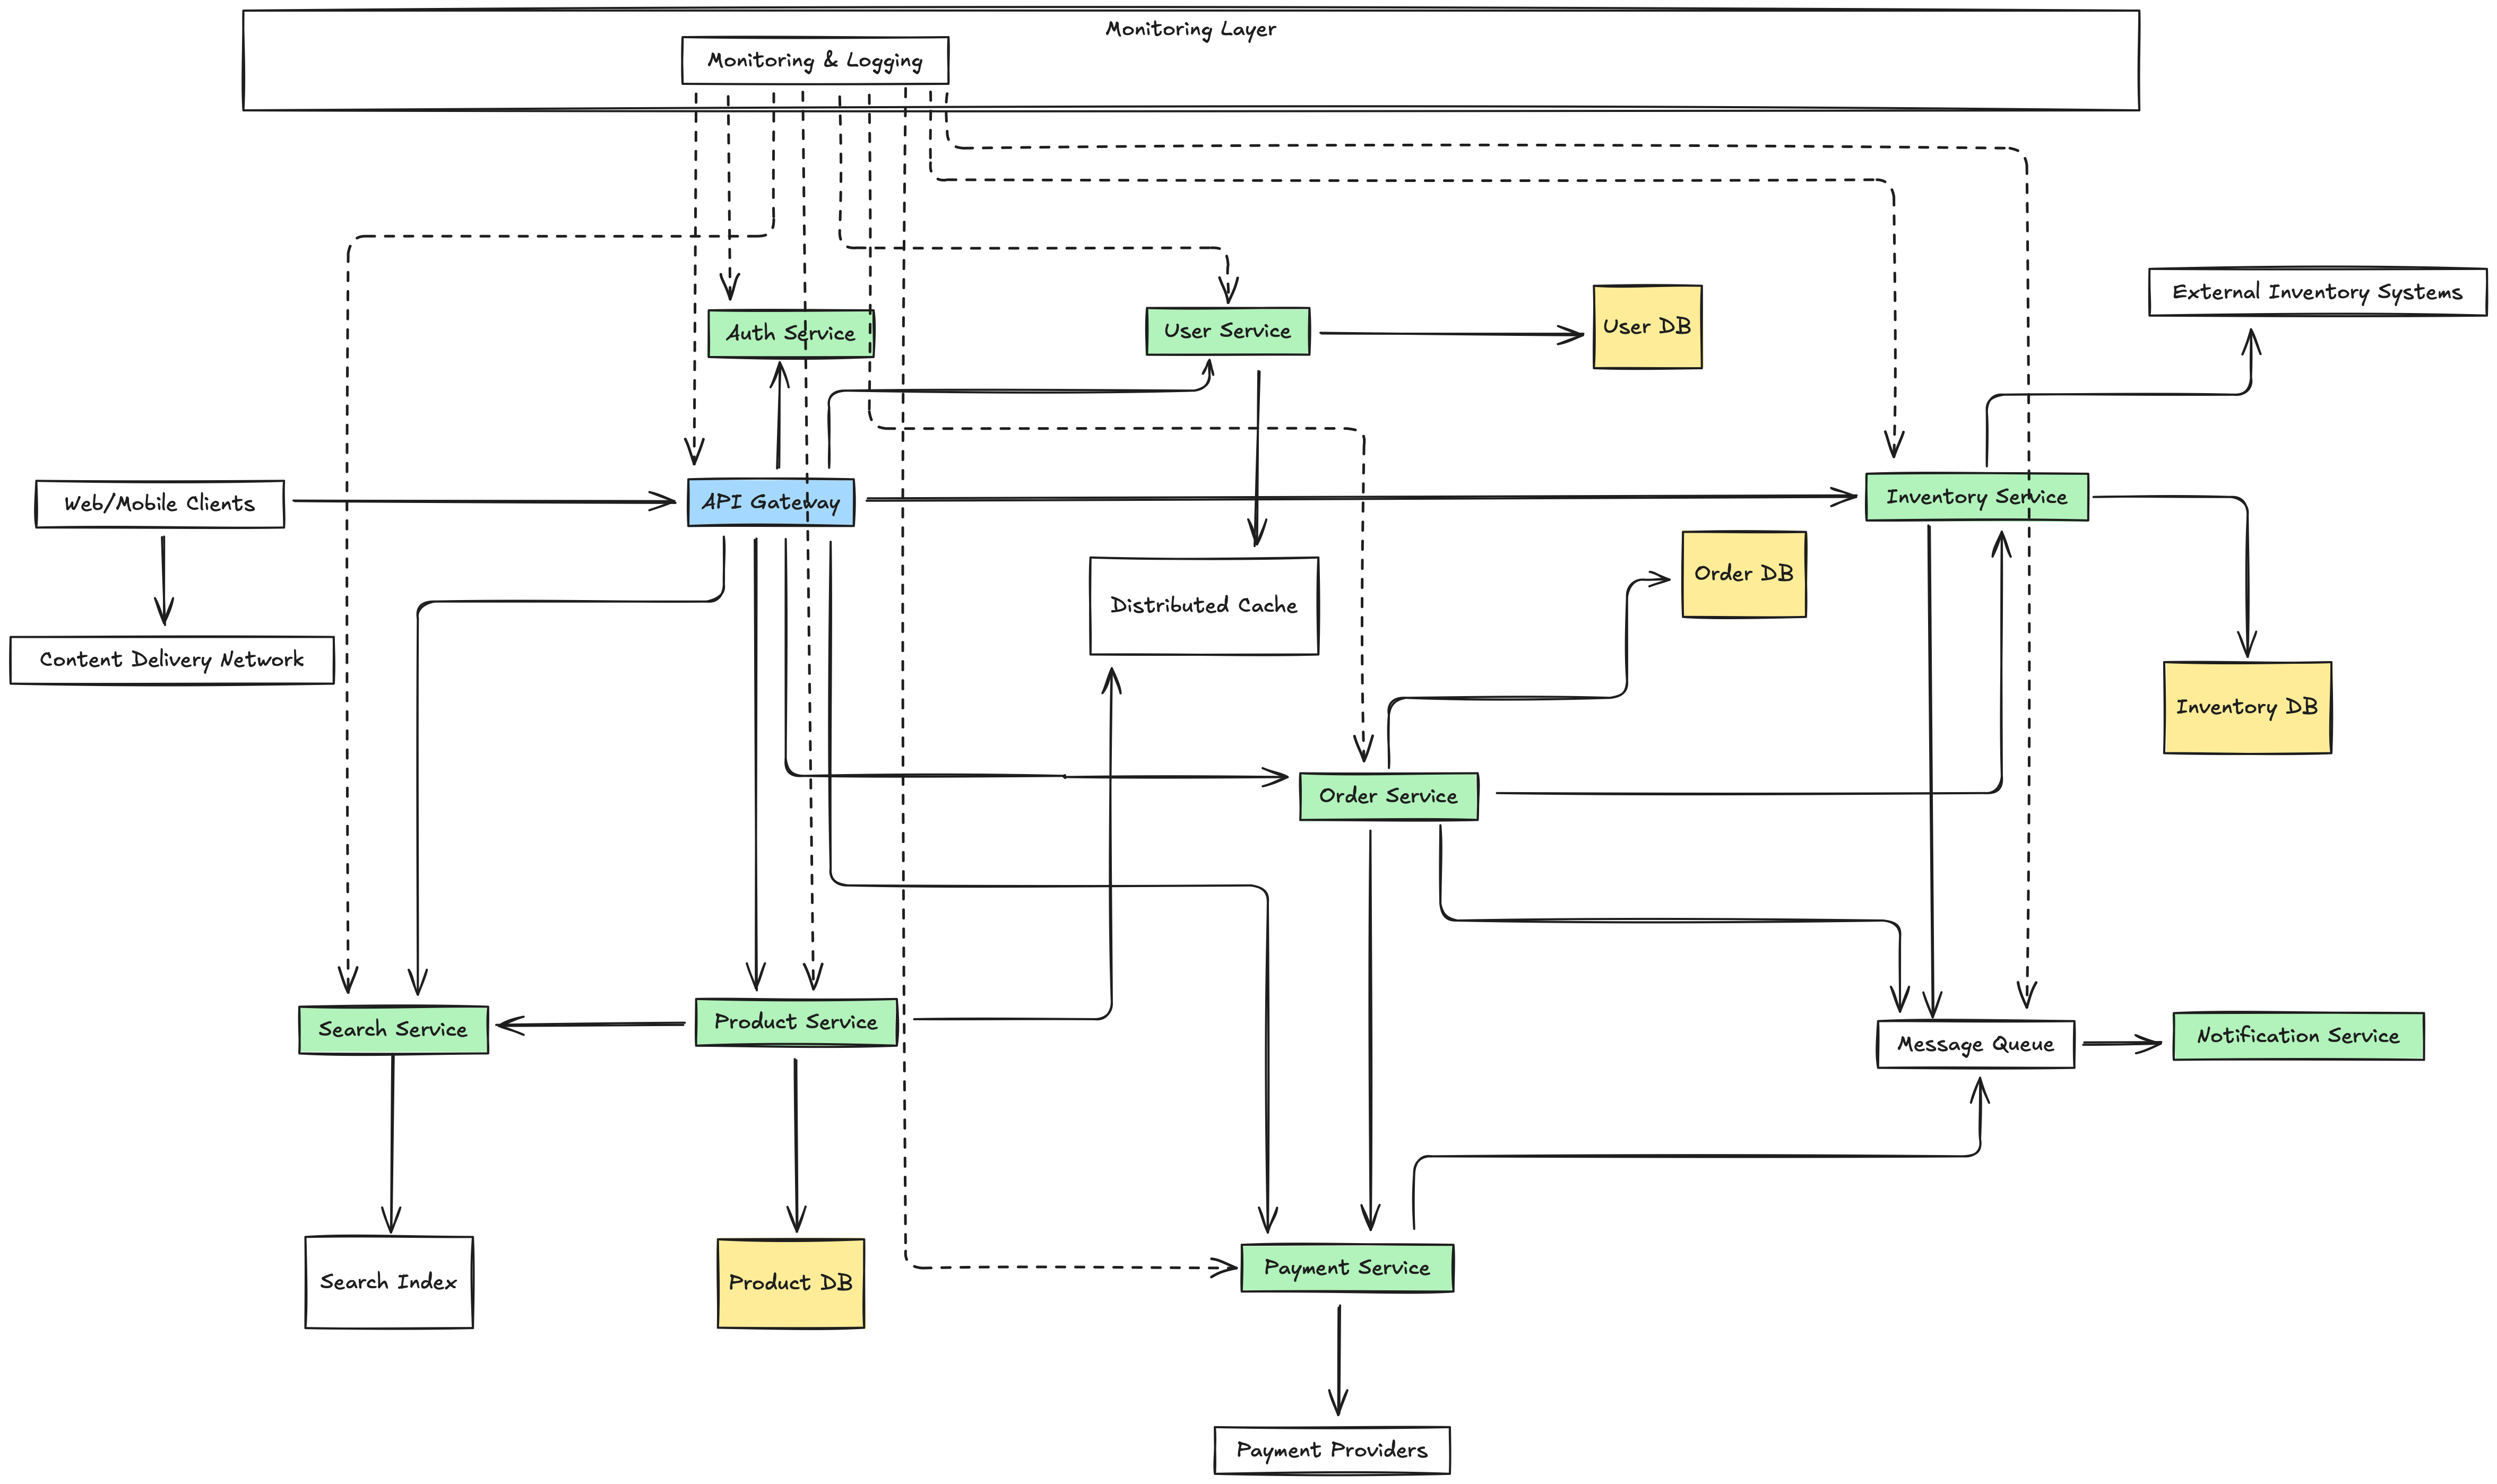 Monitoring Layer
Monitoring & Logging
External Inventory Systems
Auth Service
User Service
User DB
Web/Mobile Clients
API Gateway
Inventory Service
Order DB
Distributed Cache
Content Delivery Network
Inventory DB
Order Service
Search Service
Product Service
Message Queue
Notification Service
Search Index
Product DB
Payment Service
Payment Providers